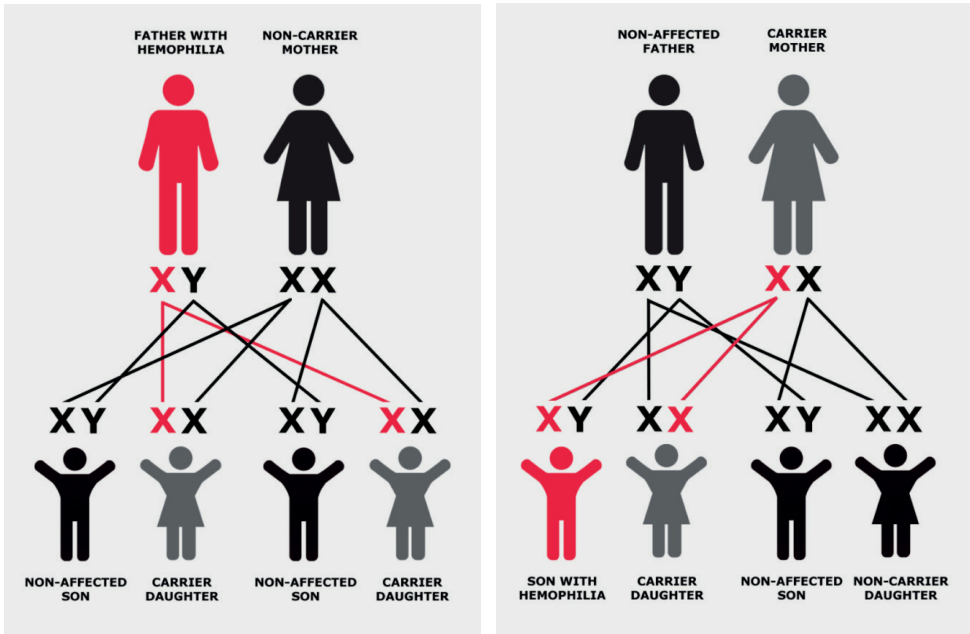 FATHER WITH
HEMOPHILIA
NON-CARRIER
MOTHER
XY
XX
XY
XX
XY
XX
NON-AFFECTED
SON
CARRIER
DAUGHTER
NON-AFFECTED
SON
CARRIER
DAUGHTER
NON-AFFECTED
FATHER
CARRIER
MOTHER
XY
XX
XY
XX
XY
XX
SON WITH
HEMOPHILIA
CARRIER
DAUGHTER
NON-AFFECTED
SON
NON-CARRIER
DAUGHTER